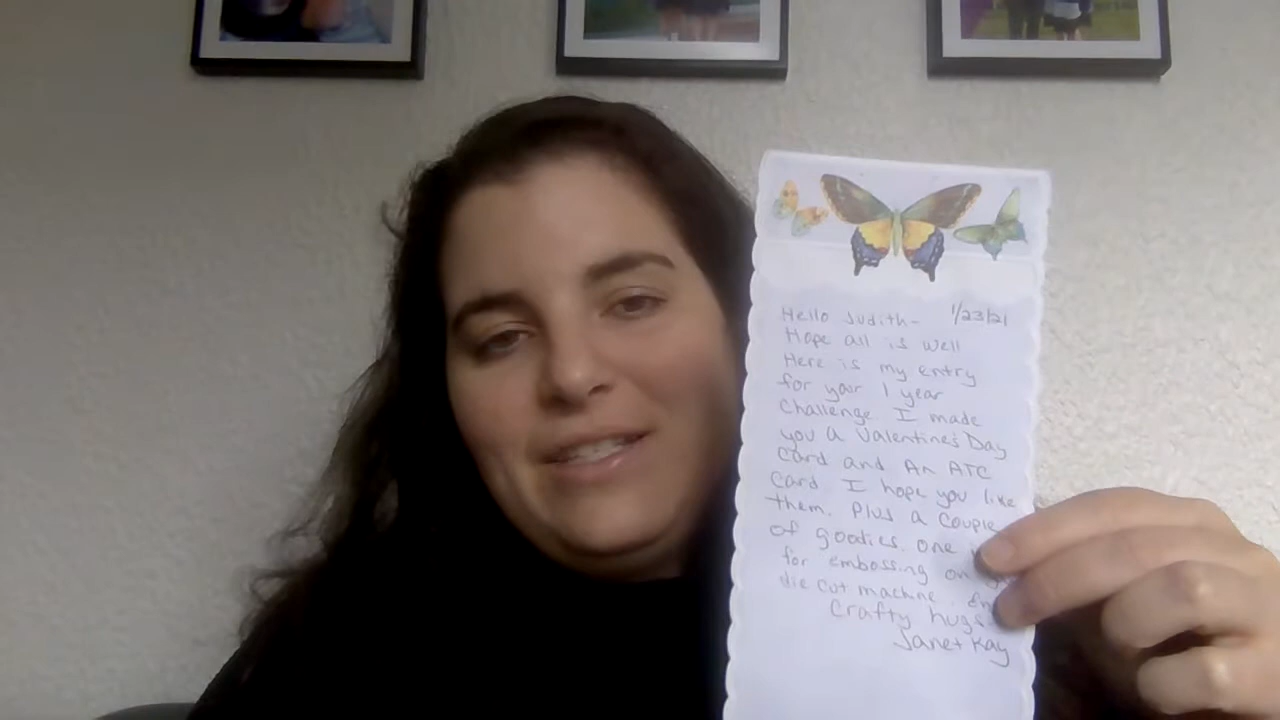 Hello Judith- 1/23/21
Hope all is well
Here is my entry
for your 1 year
Challenge I made
you a Valentine's Day
Card and An ATC
Card I hope you like
them. Plus a couple
of goodies. One
for embossing on
die cut machine.
Crafty hugs
Janet Kay